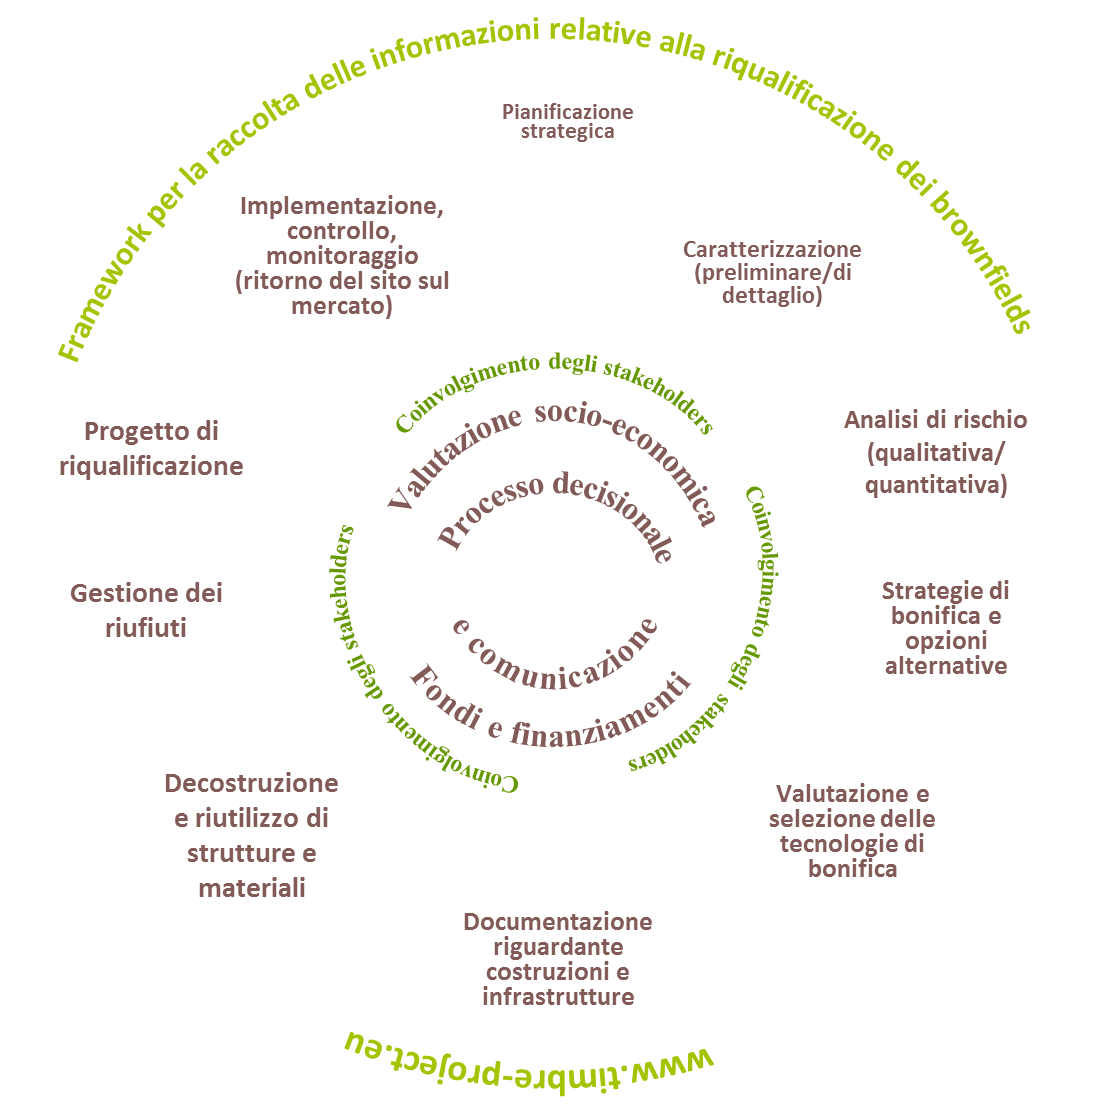 Framework per la raccolta delle informazioni relative alla riqualificazione dei brownfields
Pianificazione
strategica
Implementazione,
controllo,
monitoraggio
(ritorno del sito sul
mercato)
Caratterizzazione
(preliminare/di
dettaglio)
Coinvolgimento degli stakeholders
Valutazione socio-economica
Processo decisionale
e comunicazione
Fondi e finanziamenti
Coinvolgimento degli stakeholders
Coinvolgimento degli stakeholders
Analisi di rischio
(qualitativa/
quantitativa)
Strategie di
bonifica e
opzioni
alternative
Valutazione e
selezione delle
tecnologie di
bonifica
Documentazione
riguardante
costruzioni e
infrastrutture
Decostruzione
e riutilizzo di
strutture e
materiali
Gestione dei
riufiuti
Progetto di
riqualificazione
www.timbre-project.eu